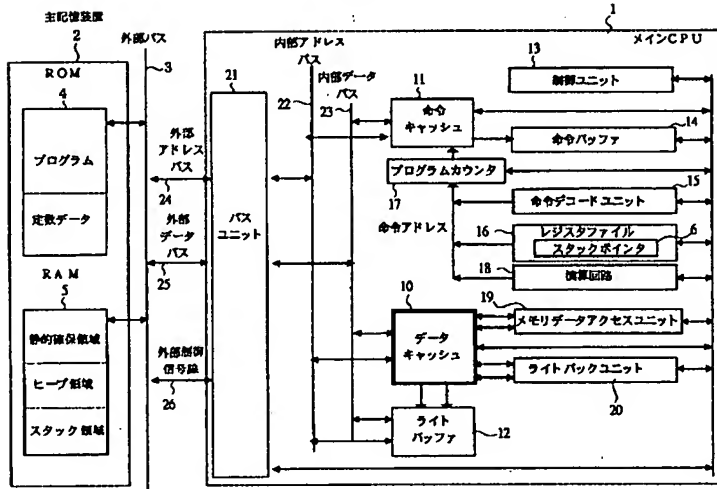 主記憶装置
2
外部バス
3
ROM
4
プログラム
定数データ
RAM
5
静的確保領域
ヒープ領域
スタック領域
外部
アドレス
バス
24
外部
データ
バス
25
外部制御
信号線
26
1
メインCPU
21
バス
ユニット
内部アドレス
バス
22
内部データ
バス
23
11
命令
キャッシュ
13
制御ユニット
14
命令バッファ
プログラムカウンタ
17
15
命令デコードユニット
命令アドレス
16
レジスタファイル
6
スタックポインタ
18
演算回路
10
データ
キャッシュ
19
メモリデータアクセスユニット
ライトバックユニット
20
ライト
バッファ
12